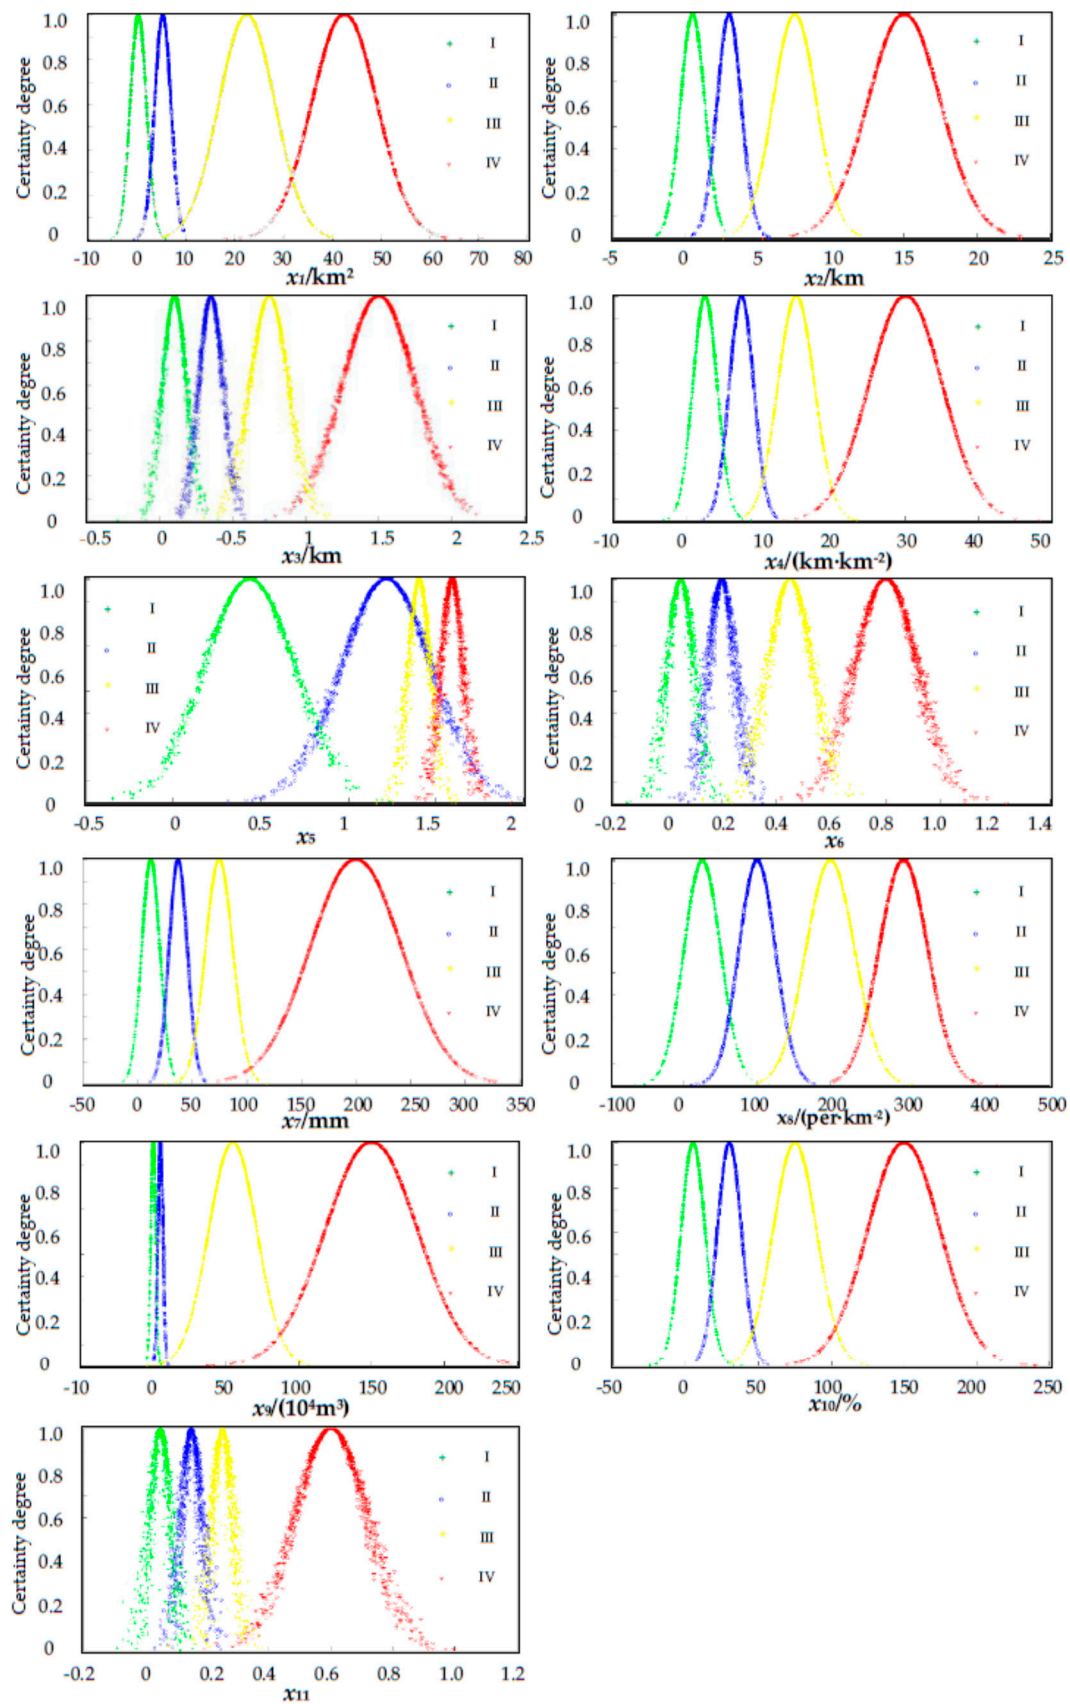 Certainty degree
1.0
0.8
0.6
0.4
0.2
0
I
II
III
IV
-10 0 10 20 30 40 50 60 70 80
x1/km²
Certainty degree
1.0
0.8
0.6
0.4
0.2
0
I
II
III
IV
-5 0 5 10 15 20 25
x2/km
Certainty degree
1.0
0.8
0.6
0.4
0.2
0
I
II
III
IV
-0.5 0 -0.5 1 1.5 2 2.5
x3/km
Certainty degree
1.0
0.8
0.6
0.4
0.2
0
I
II
III
IV
-10 0 10 20 30 40 50
x4/(km·km-2)
Certainty degree
1.0
0.8
0.6
0.4
0.2
0
I
II
III
IV
-0.5 0 0.5 1 1.5 2
x5
Certainty degree
1.0
0.8
0.6
0.4
0.2
0
I
II
III
IV
-0.2 0 0.2 0.4 0.6 0.8 1.0 1.2 1.4
x6
Certainty degree
1.0
0.8
0.6
0.4
0.2
0
I
II
III
IV
-50 0 50 100 150 200 250 300 350
x7/mm
Certainty degree
1.0
0.8
0.6
0.4
0.2
0
I
II
III
IV
-100 0 100 200 300 400 500
x8/(per·km-2)
Certainty degree
1.0
0.8
0.6
0.4
0.2
0
I
II
III
IV
-10 0 50 100 150 200 250
x9/(10⁴m³)
Certainty degree
1.0
0.8
0.6
0.4
0.2
0
I
II
III
IV
-50 0 50 100 150 200 250
x10/%
Certainty degree
1.0
0.8
0.6
0.4
0.2
0
I
II
III
IV
-0.2 0 0.2 0.4 0.6 0.8 1.0 1.2
x11